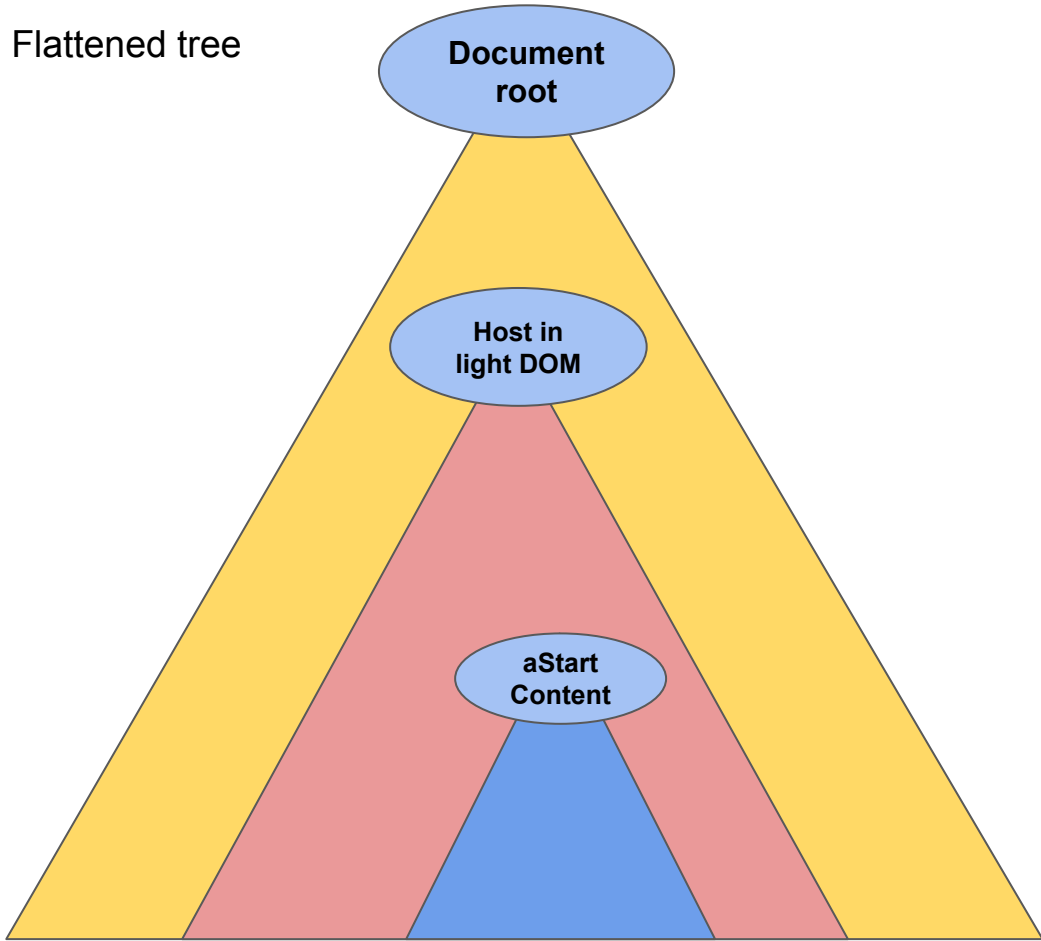 Flattened tree
Document
root
Host in
light DOM
aStart
Content